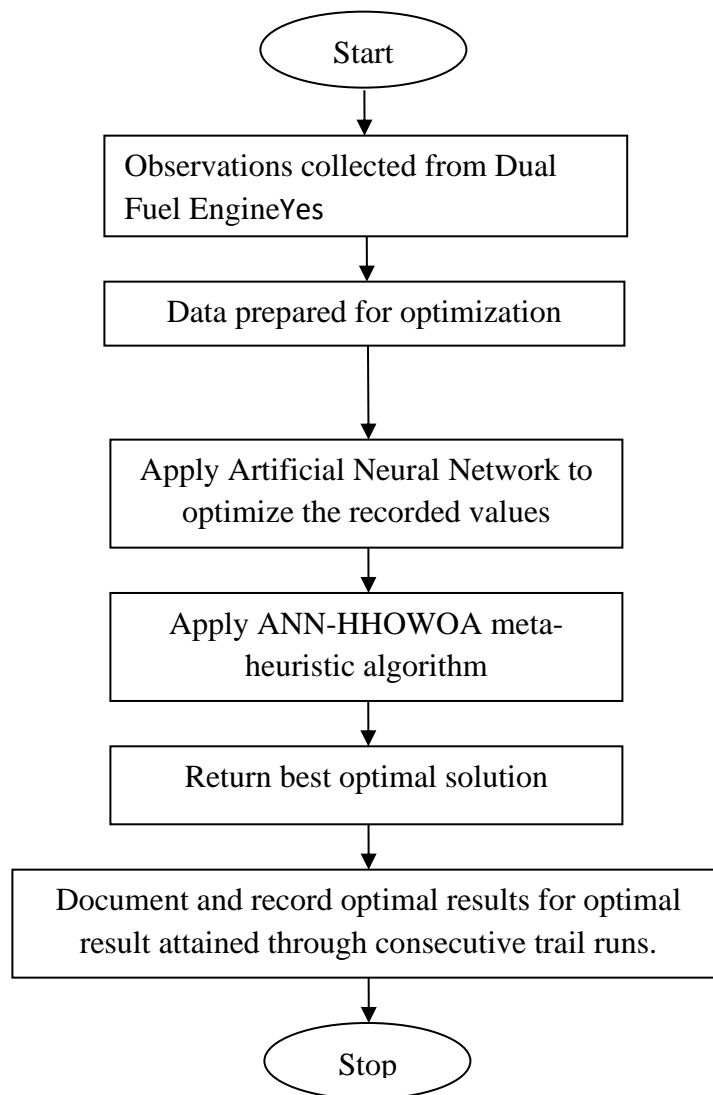 Start
Observations collected from Dual
Fuel EngineYes
Data prepared for optimization
Apply Artificial Neural Network to
optimize the recorded values
Apply ANN-HHOWOA meta-
heuristic algorithm
Return best optimal solution
Document and record optimal results for optimal
result attained through consecutive trail runs.
Stop